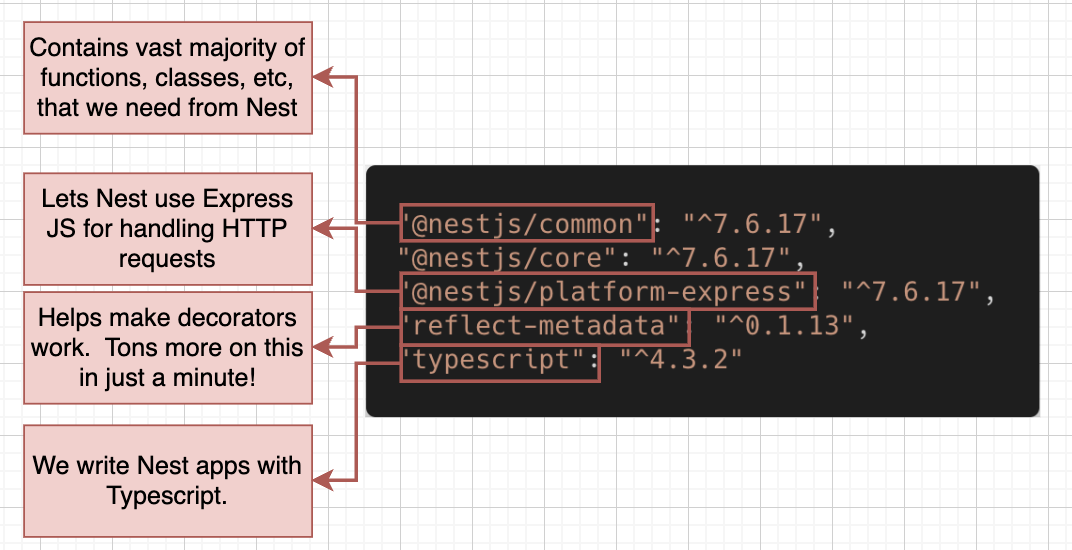 Contains vast majority of
functions, classes, etc,
that we need from Nest
Lets Nest use Express
JS for handling HTTP
requests
Helps make decorators
work.  Tons more on this
in just a minute!
We write Nest apps with
Typescript.
"@nestjs/common": "^7.6.17",
"@nestjs/core": "^7.6.17",
"@nestjs/platform-express": "^7.6.17",
"reflect-metadata": "^0.1.13",
"typescript": "^4.3.2"